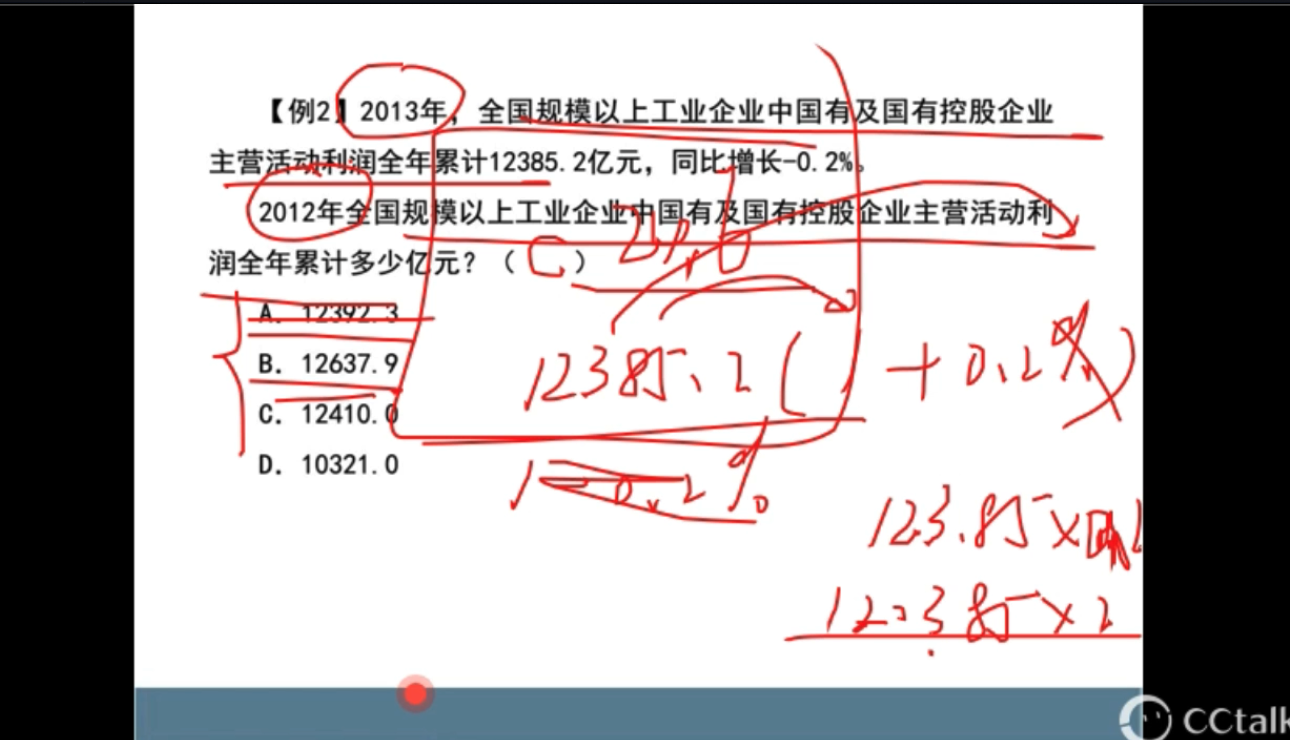 【例2】2013年，全国规模以上工业企业中国有及国有控股企业
主营活动利润全年累计12385.2亿元，同比增长-0.2%。
2012年全国规模以上工业企业中国有及国有控股企业主营活动利
润全年累计多少亿元？（ C ）
A. 12392.3
B. 12637.9
C. 12410.0
D. 10321.0
12385.2 ( + 0.2% )
1-0.2%
123.85×
12.385×2
CCtalk